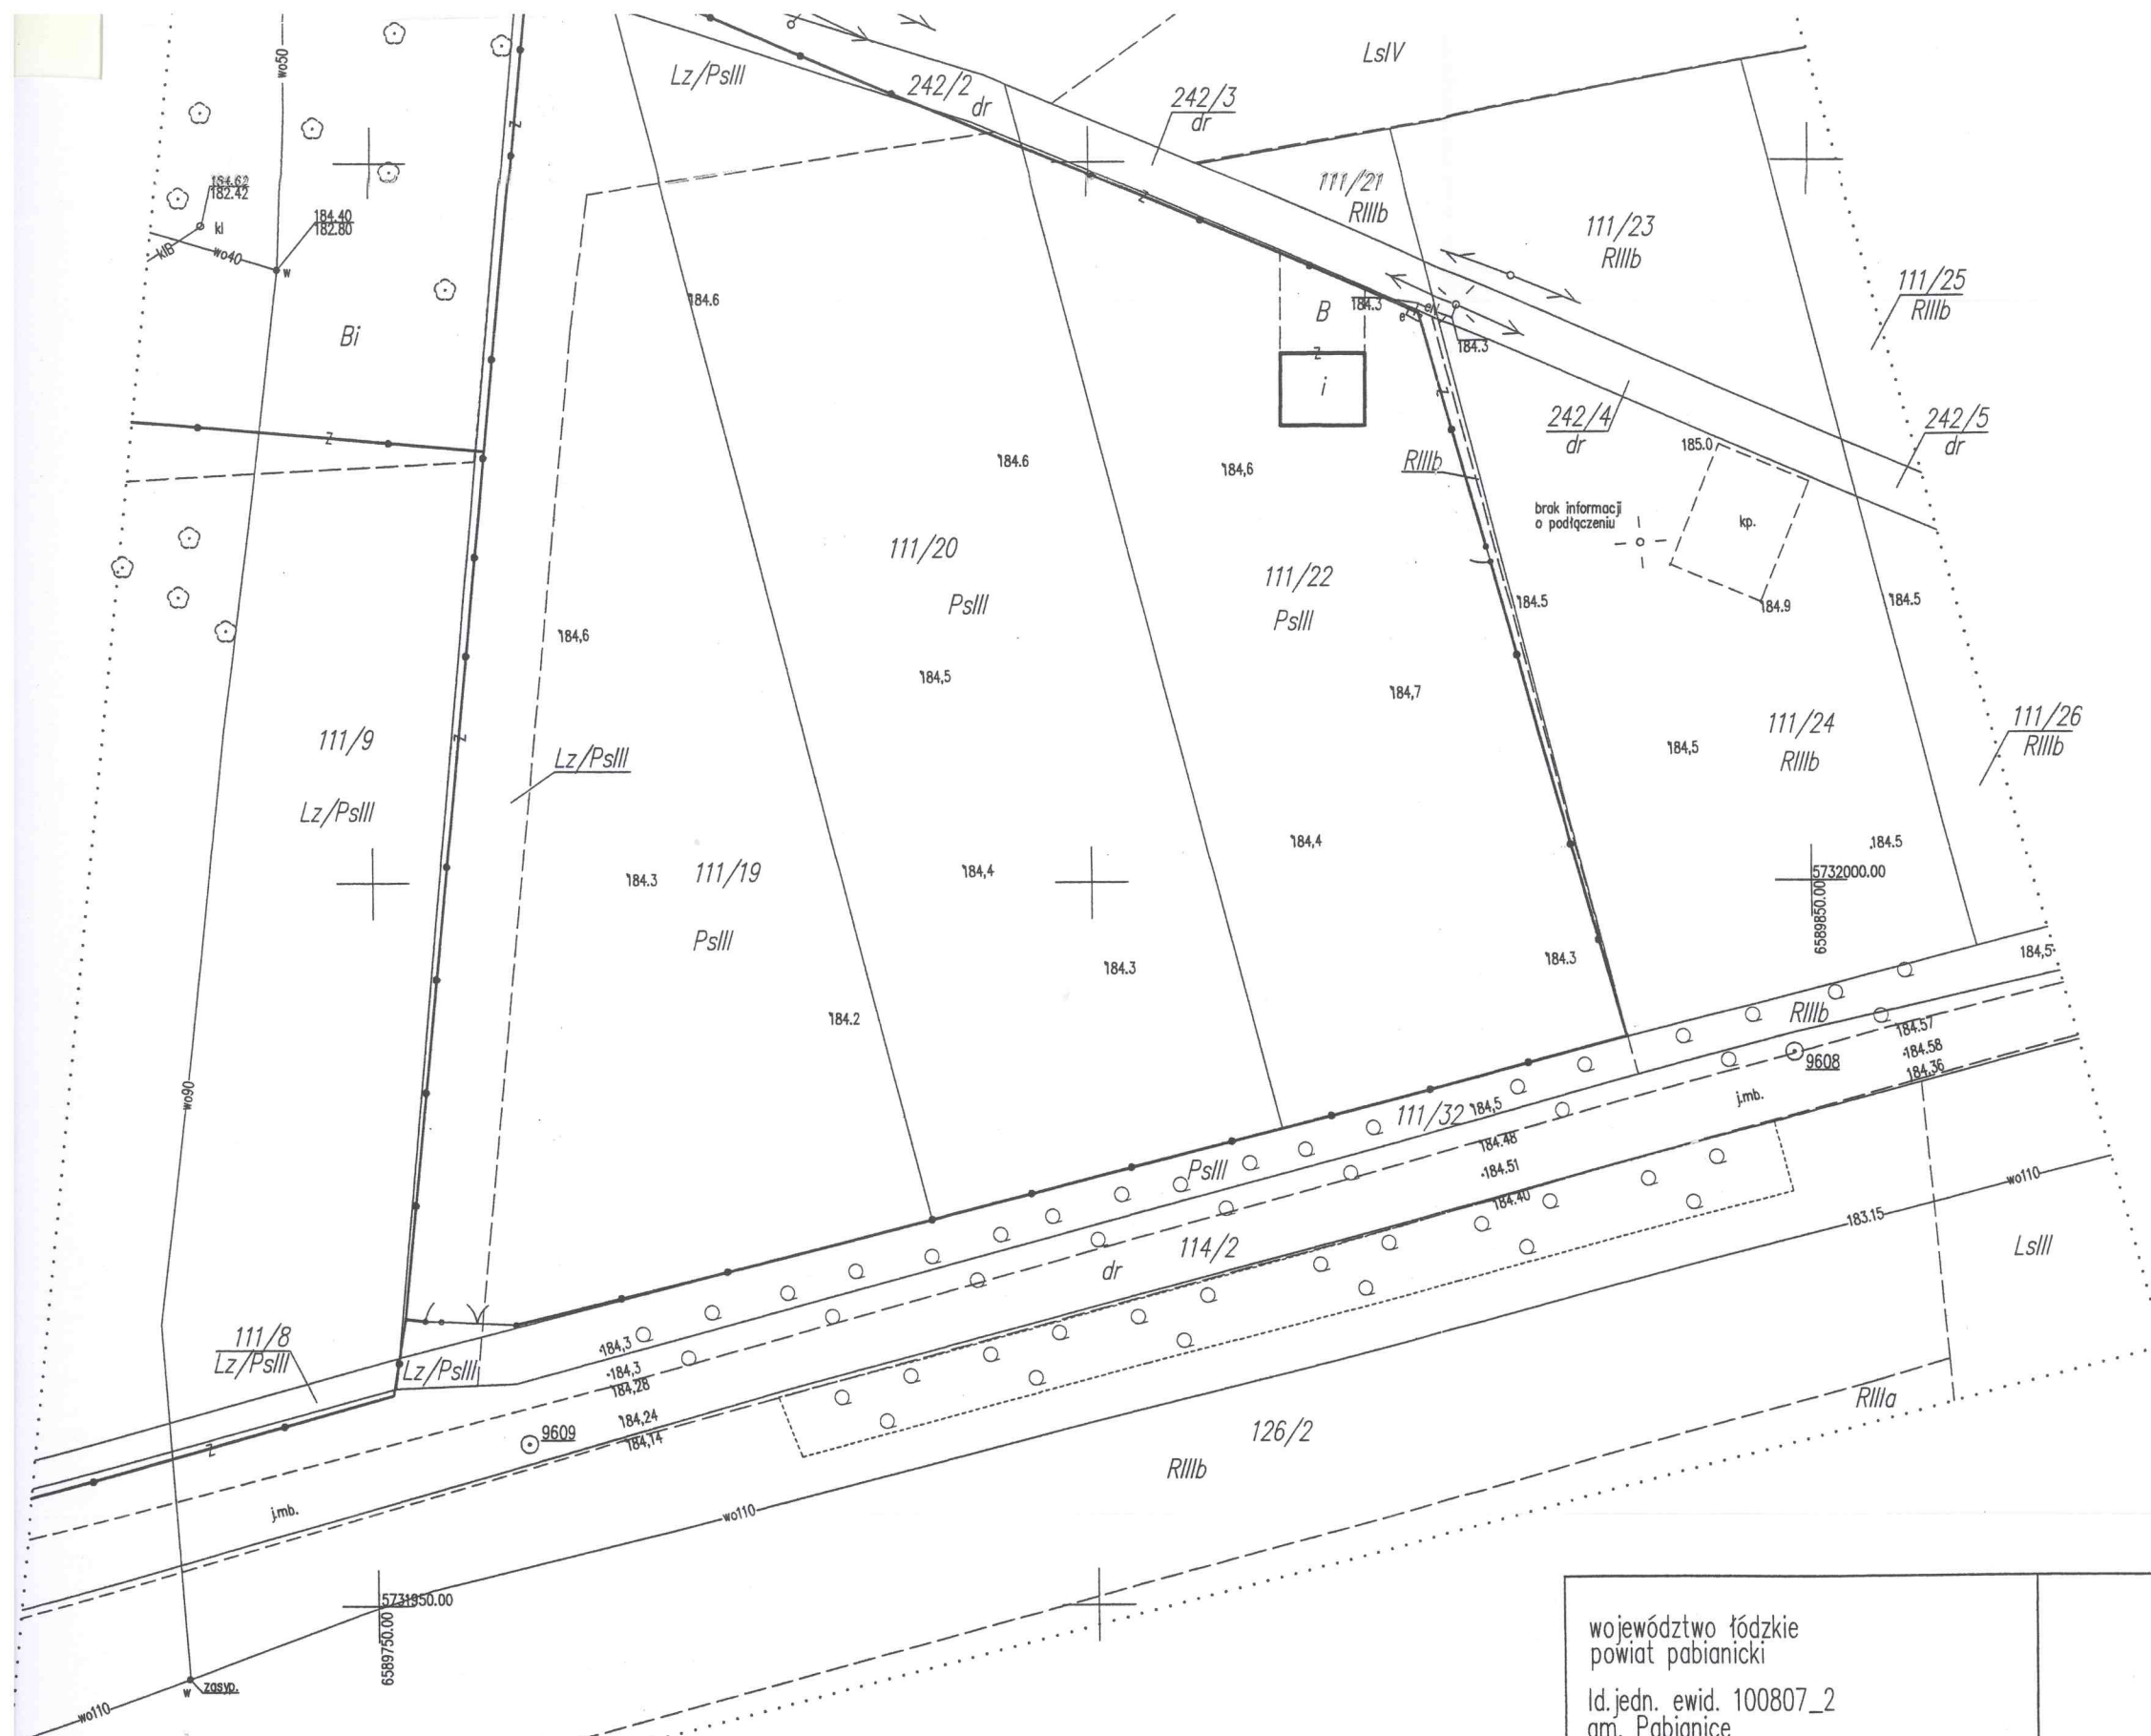 wo50
Lz/PsIII
242/2
dr
242/3
dr
LsIV
184.62
182.42
kl
184.40
182.80
klB
wo40
w
Z
Z
111/21
RIIIb
111/23
RIIIb
111/25
RIIIb
184.6
B
184.3
e
184.3
Bi
Z
i
Z
242/4
dr
242/5
dr
Z
Z
RIIIb
185.0
184.6
184,6
brak informacji
o podłączeniu
kp.
111/20
PsIII
111/22
PsIII
184,6
184.5
184.9
184.5
184,5
184,7
111/9
Lz/PsIII
Z
Lz/PsIII
111/24
RIIIb
184,5
111/26
RIIIb
184.3
111/19
PsIII
184,4
184,4
184.5
5732000.00
6589850.00
184.3
184.3
184,5
184.2
RIIIb
184.57
184.58
184.36
9608
wo90
j.mb.
111/32
184,5
184.48
PsIII
184.51
184.40
wo110
183.15
114/2
dr
LsIII
111/8
Lz/PsIII
Lz/PsIII
184,3
184,3
184,28
184,24
184,14
9609
Z
RIIIa
126/2
RIIIb
j.mb.
wo110
5731950.00
6589750.00
w
zasyp.
wo110
województwo łódzkie
powiat pabianicki
Id.jedn. ewid. 100807_2
gm. Pabianice